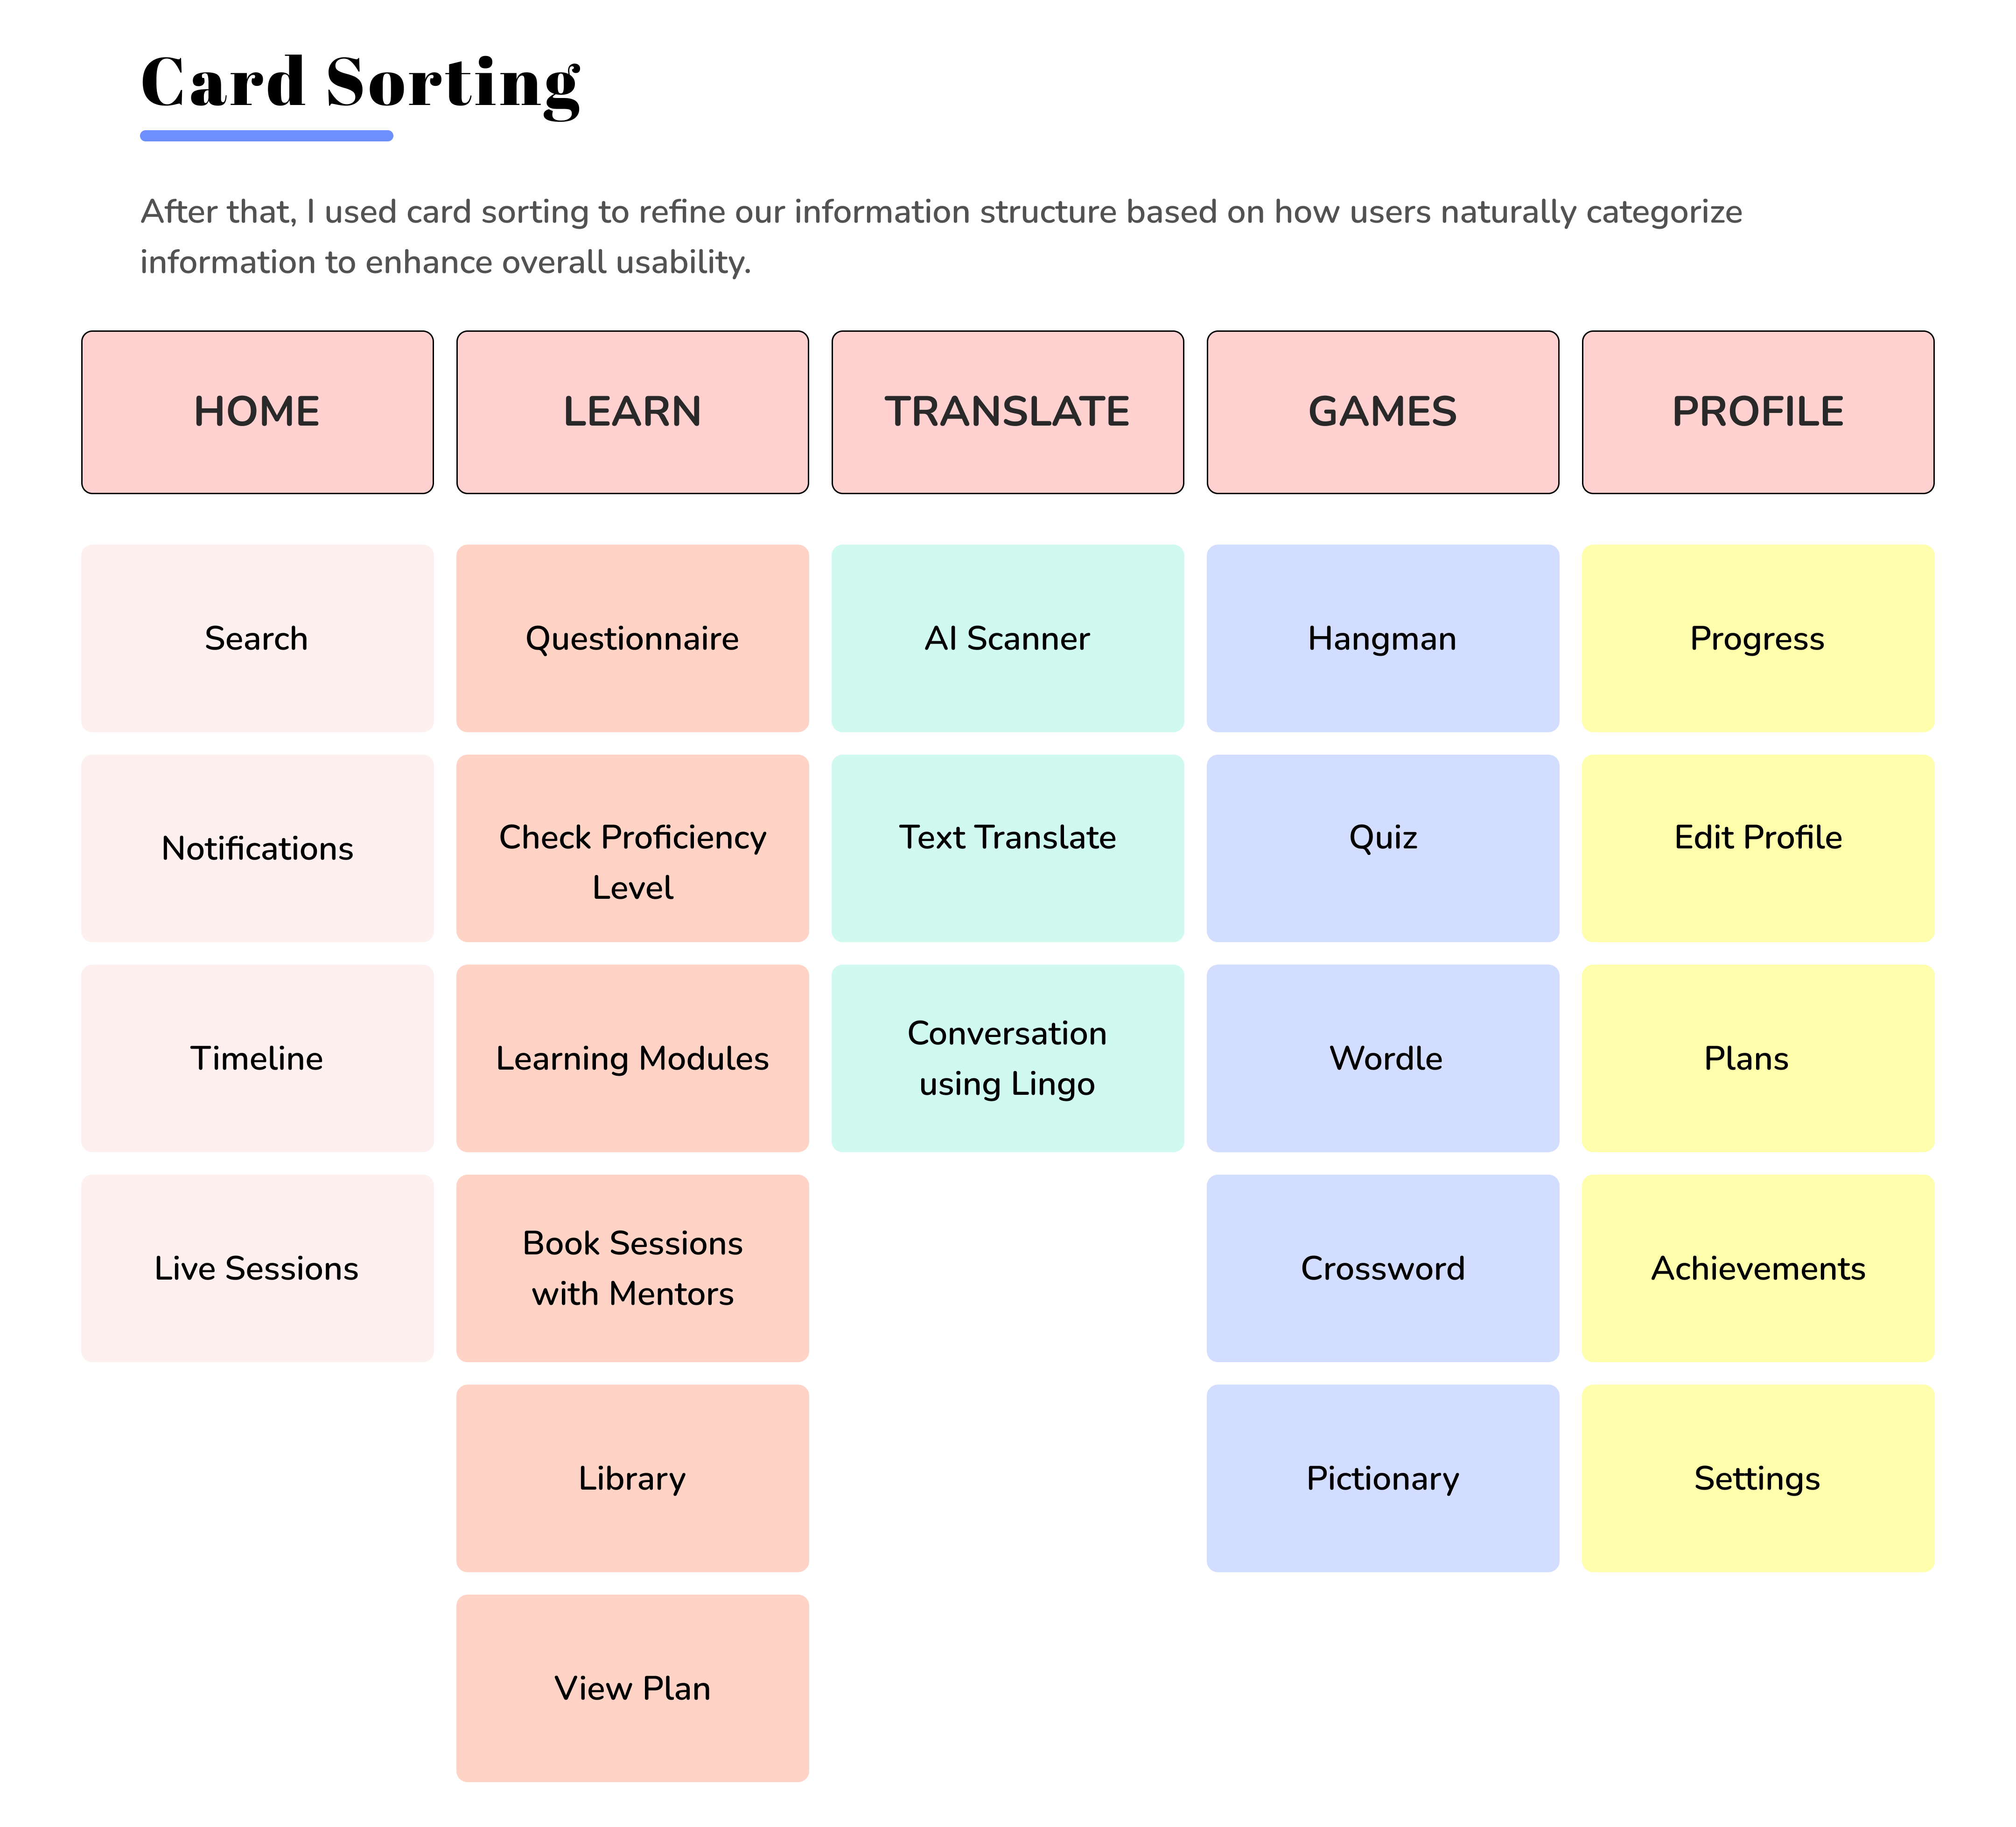 Card Sorting
After that, I used card sorting to refine our information structure based on how users naturally categorize
information to enhance overall usability.
HOME
LEARN
TRANSLATE
GAMES
PROFILE
Search
Questionnaire
AI Scanner
Hangman
Progress
Notifications
Check Proficiency
Level
Text Translate
Quiz
Edit Profile
Timeline
Learning Modules
Conversation
using Lingo
Wordle
Plans
Live Sessions
Book Sessions
with Mentors
Crossword
Achievements
Library
Pictionary
Settings
View Plan